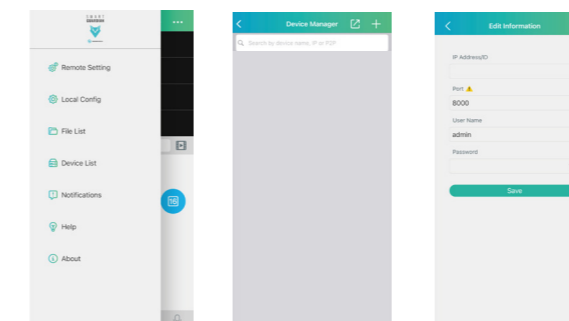 SMART
Remote Setting
Local Config
File List
Device List
Notifications
Help
About
16
Device Manager
Search by device name, IP or P2P
Edit Information
IP Address/ID
Port
8000
User Name
admin
Password
Save